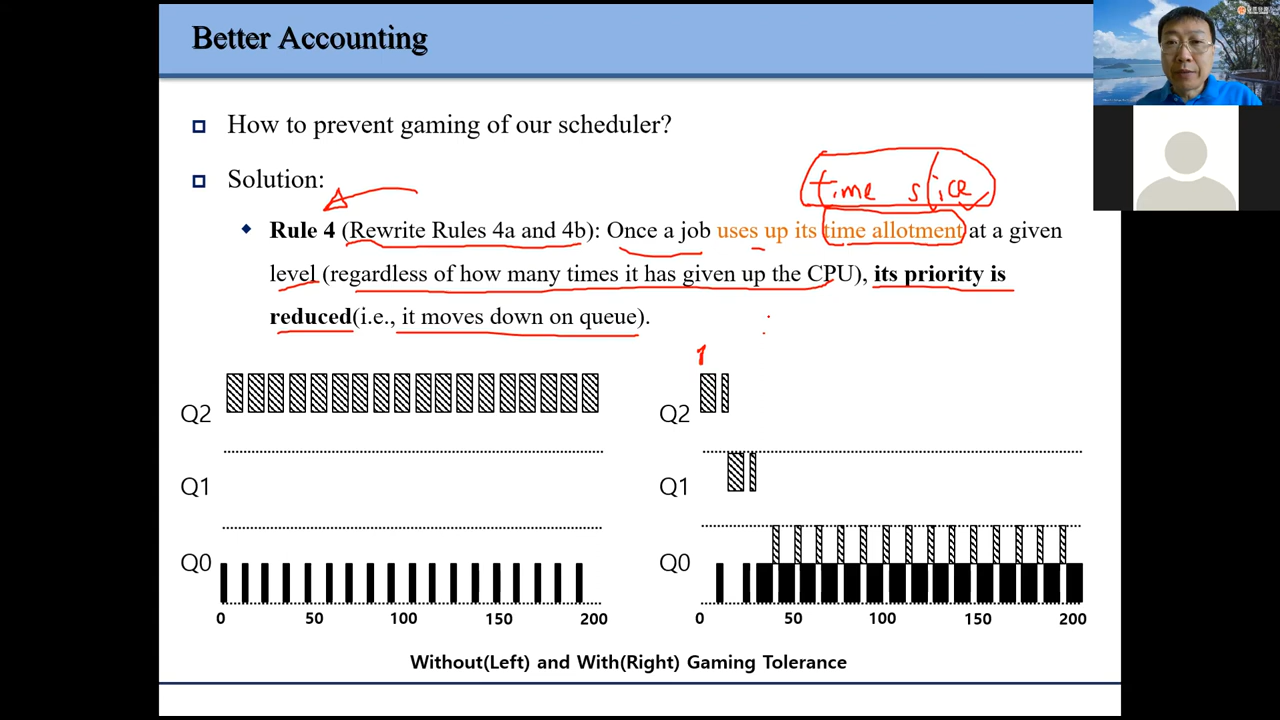 Better Accounting
How to prevent gaming of our scheduler?
Solution:
time slice
Rule 4 (Rewrite Rules 4a and 4b): Once a job uses up its time allotment at a given
level (regardless of how many times it has given up the CPU), its priority is
reduced(i.e., it moves down on queue).
Q2
Q1
Q0
0 50 100 150 200
Q2
Q1
Q0
0 50 100 150 200
Without(Left) and With(Right) Gaming Tolerance